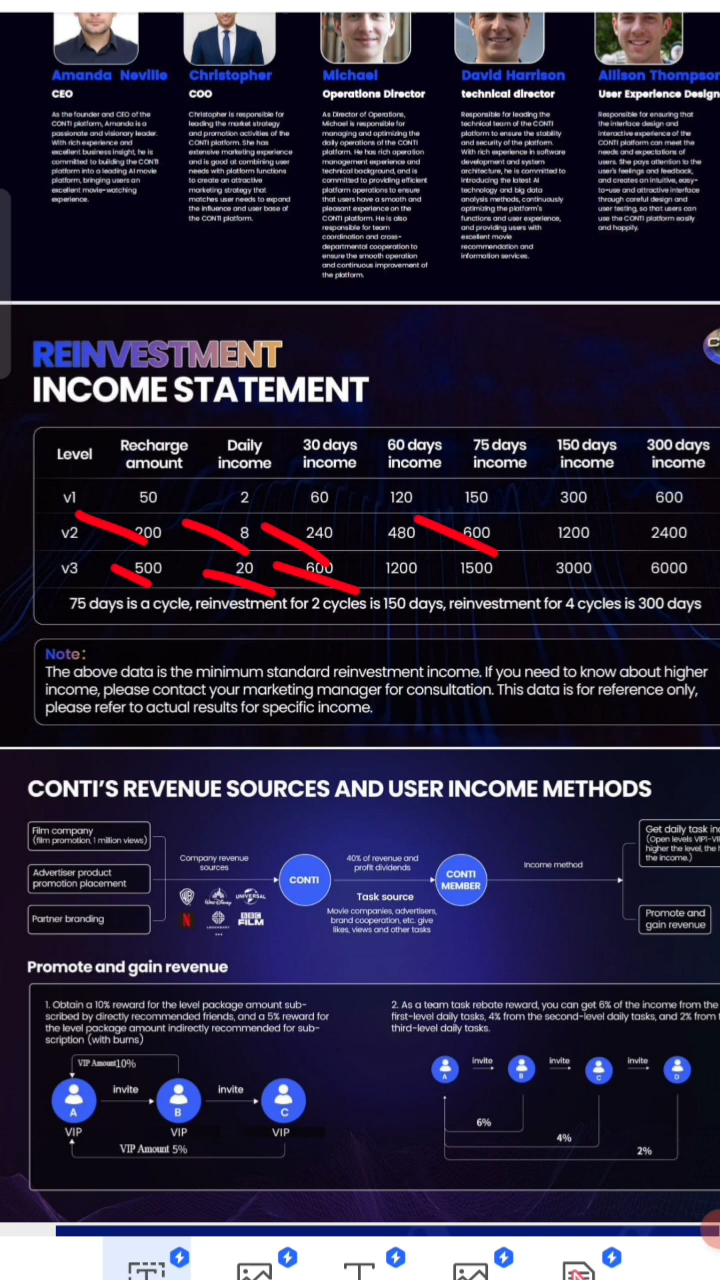 Amanda Neville
Christopher
Michael
David Harrison
Allison Thompson
CEO
COO
Operations Director
technical director
User Experience Design
As the founder and CEO of the
CONTI platform, Amanda is a
passionate and visionary leader.
With rich experience and
excellent business insight, he is
committed to building the CONTI
platform into a leading AI movie
platform, bringing users an
excellent movie-watching
experience.
Christopher is responsible for
leading the market strategy
and promotion activities of the
CONTI platform. She has
extensive marketing experience
and is good at combining user
needs with platform functions
to create an attractive
marketing strategy that
matches user needs to expand
the influence and user base of
the CONTI platform.
As Director of Operations,
Michael is responsible for
managing and optimizing the
daily operations of the CONTI
platform. He has rich operation
management experience and
technical background, and is
committed to providing efficient
platform operations to ensure
that users have a smooth and
pleasant experience on the
CONTI platform. He is also
responsible for team
coordination and cross-
departmental cooperation to
ensure the smooth operation
and continuous improvement of
the platform.
Responsible for leading the
technical team of the CONTI
platform to ensure the stability
and security of the platform.
With rich experience in software
development and system
architecture, he is committed to
introducing the latest AI
technology and big data
analysis methods, continuously
optimizing the platform's
functions and user experience,
and providing users with
excellent movie
recommendation and
information services.
Responsible for ensuring that
the interface design and
interactive experience of the
CONTI platform can meet the
needs and expectations of
users. She pays attention to the
user's feelings and feedback,
and creates an intuitive, easy-
to-use and attractive interface
through careful design and
user testing, so that users can
use the CONTI platform easily
and happily.
REINVESTMENT
INCOME STATEMENT
Level Recharge amount Daily income 30 days income 60 days income 75 days income 150 days income 300 days income
v1 50 2 60 120 150 300 600
v2 200 8 240 480 600 1200 2400
v3 500 20 600 1200 1500 3000 6000
75 days is a cycle, reinvestment for 2 cycles is 150 days, reinvestment for 4 cycles is 300 days
Note:
The above data is the minimum standard reinvestment income. If you need to know about higher
income, please contact your marketing manager for consultation. This data is for reference only,
please refer to actual results for specific income.
CONTI'S REVENUE SOURCES AND USER INCOME METHODS
Film company
(film promotion, 1 million views)
Advertiser product
promotion placement
Partner branding
Company revenue
sources
WALT DISNEY
UNIVERSAL
N
LEGENDARY
BBC
FILM
CONTI
40% of revenue and
profit dividends
Task source
Movie companies, advertisers,
brand cooperation, etc. give
likes, views and other tasks
CONTI
MEMBER
Income method
Get daily task inc
(Open levels VIP1-VI
higher the level, the h
the income.)
Promote and
gain revenue
Promote and gain revenue
1. Obtain a 10% reward for the level package amount sub-
scribed by directly recommended friends, and a 5% reward for
the level package amount indirectly recommended for sub-
scription (with burns)
VIP Amount10%
invite
invite
A
B
C
VIP
VIP
VIP
VIP Amount 5%
2. As a team task rebate reward, you can get 6% of the income from the
first-level daily tasks, 4% from the second-level daily tasks, and 2% from t
third-level daily tasks.
invite
invite
invite
A
B
C
D
6%
4%
2%